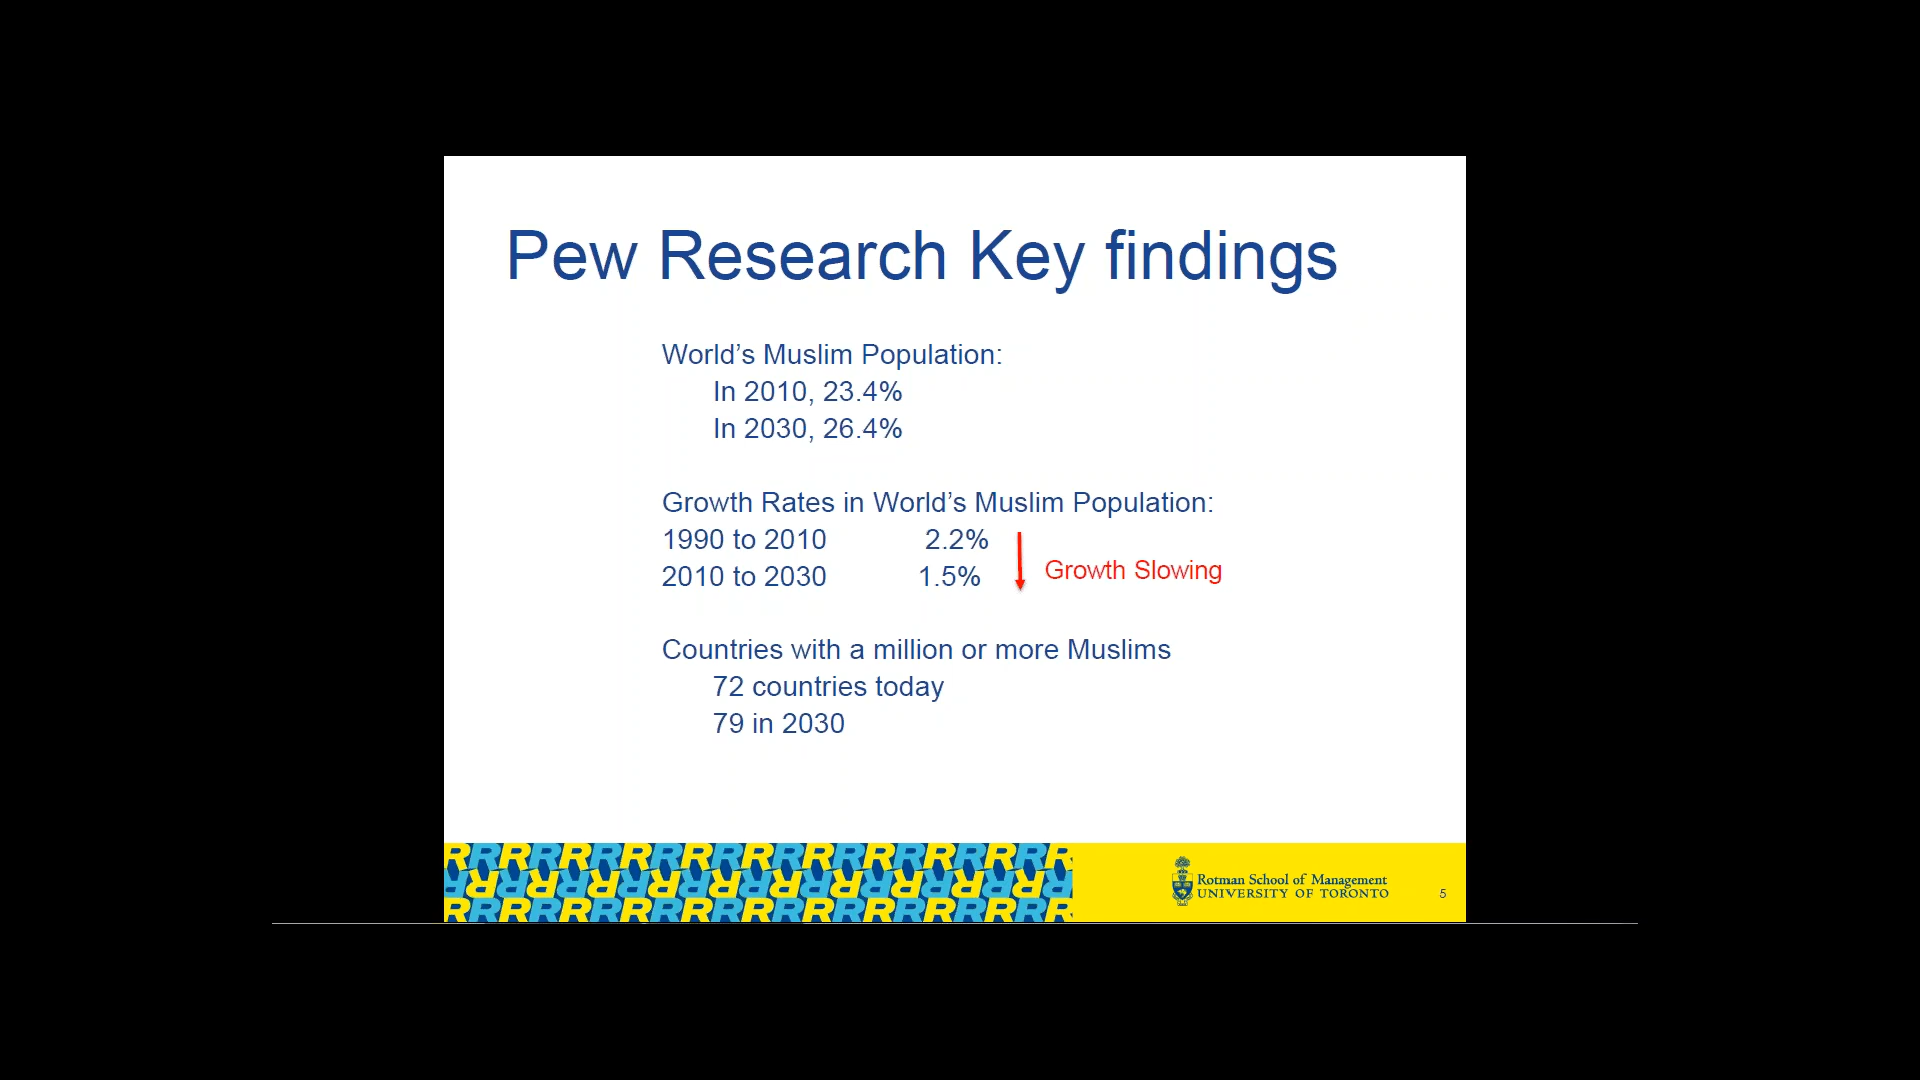 Pew Research Key findings
World's Muslim Population:
In 2010, 23.4%
In 2030, 26.4%
Growth Rates in World's Muslim Population:
1990 to 2010 2.2%
2010 to 2030 1.5%
Growth Slowing
Countries with a million or more Muslims
72 countries today
79 in 2030
Rotman School of Management
UNIVERSITY OF TORONTO
5